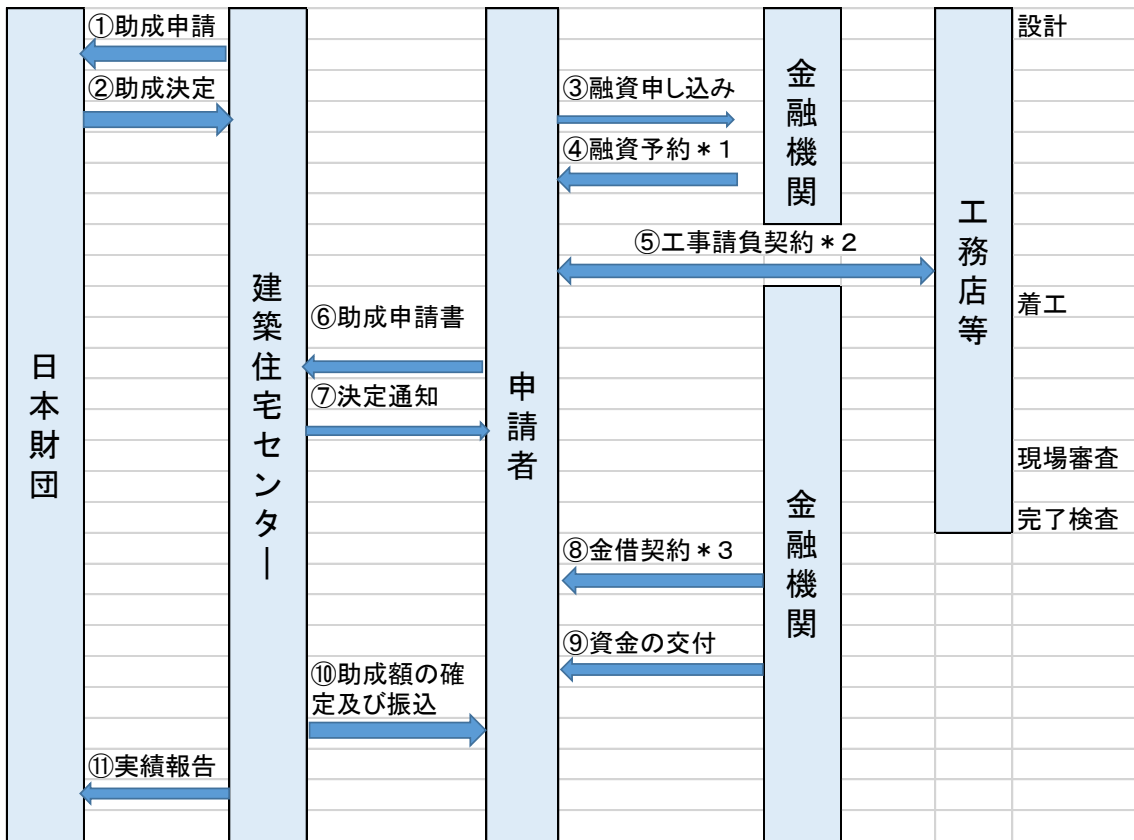 ①助成申請
設計
②助成決定
③融資申し込み
④融資予約＊1
金融機関
⑤工事請負契約＊2
工務店等
着工
建築住宅センター
⑥助成申請書
日本財団
⑦決定通知
申請者
現場審査
完了検査
金融機関
⑧金借契約＊3
⑨資金の交付
⑩助成額の確
定及び振込
⑪実績報告